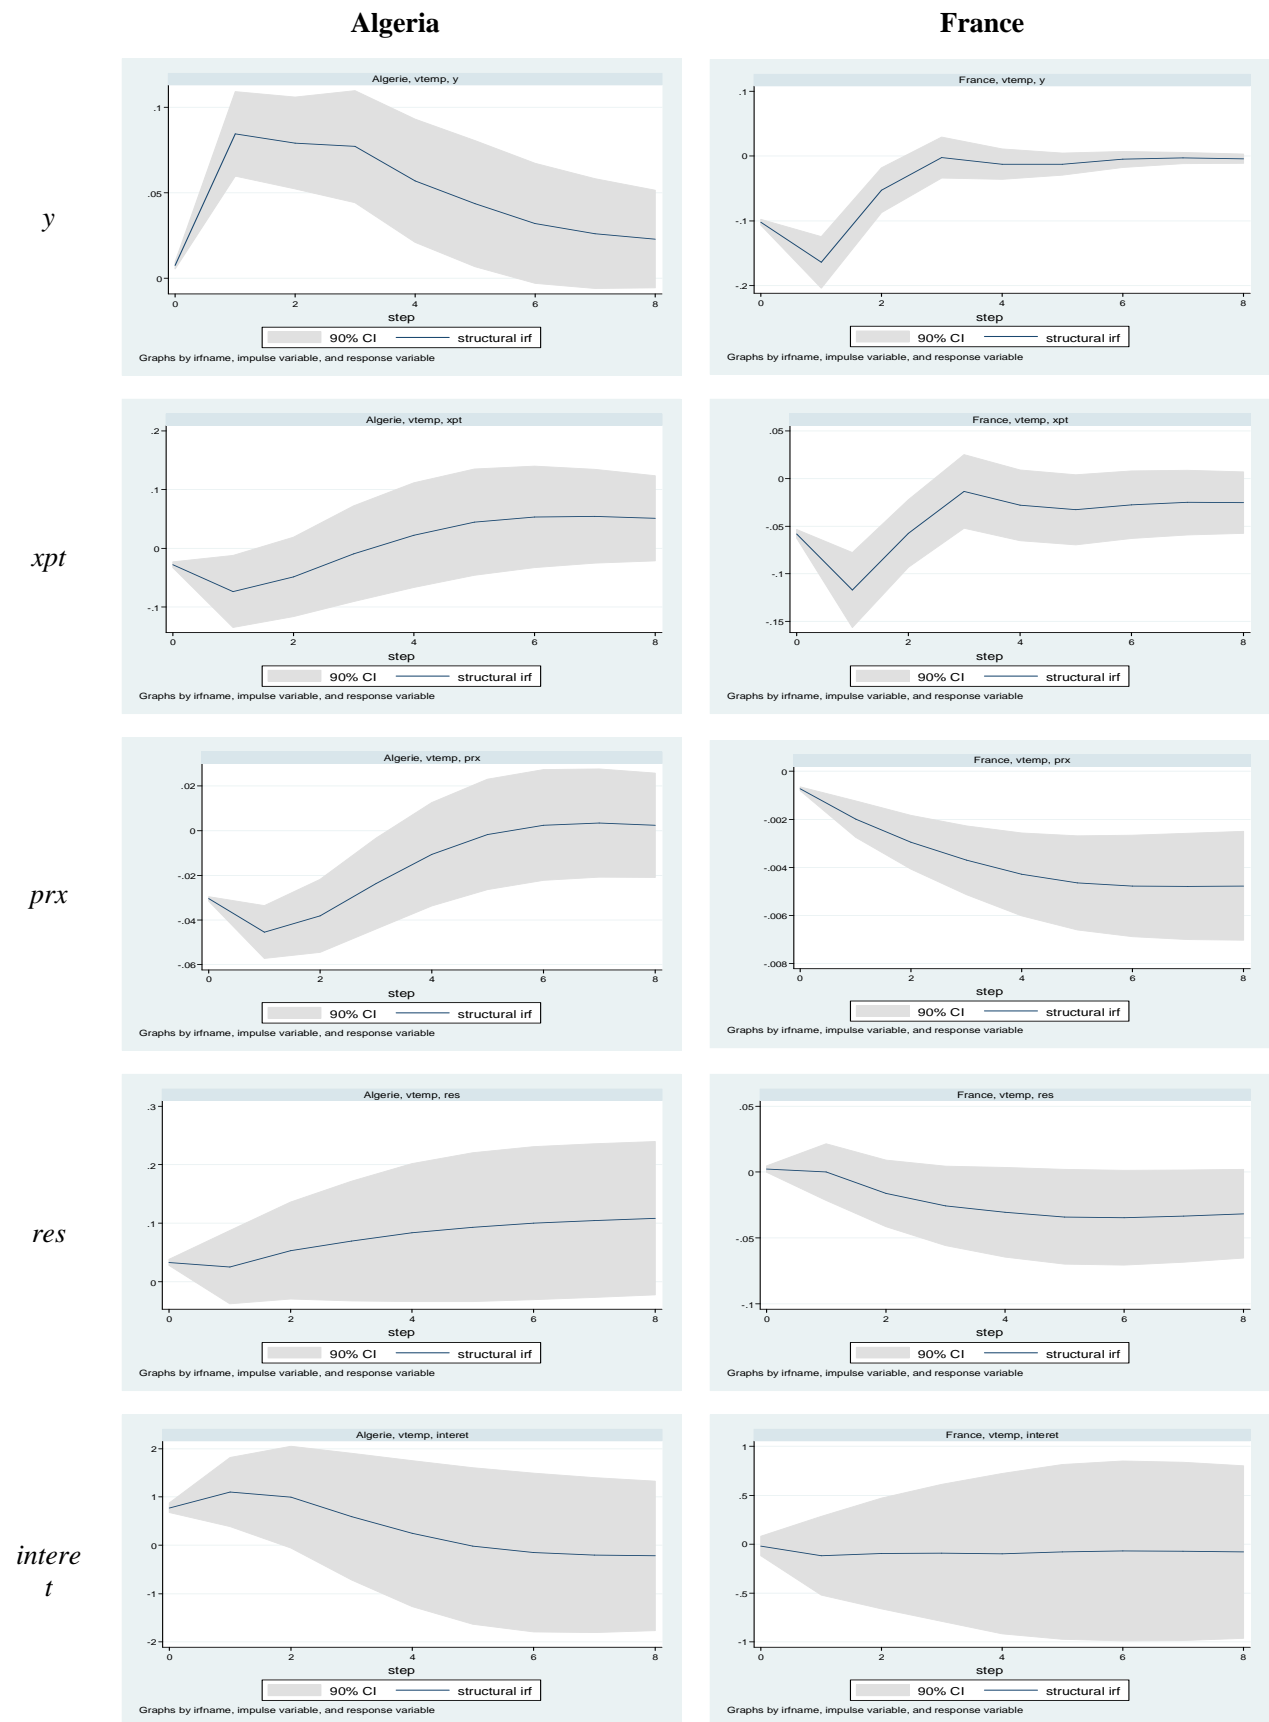 Algeria France
y
Algerie, vtemp, y
.1
.05
0
0 2 4 6 8
step
90% CI structural irf
Graphs by irfname, impulse variable, and response variable
France, vtemp, y
.1
0
-.1
-.2
0 2 4 6 8
step
90% CI structural irf
Graphs by irfname, impulse variable, and response variable
xpt
Algerie, vtemp, xpt
.2
.1
0
-.1
0 2 4 6 8
step
90% CI structural irf
Graphs by irfname, impulse variable, and response variable
France, vtemp, xpt
.05
0
-.05
-.1
-.15
0 2 4 6 8
step
90% CI structural irf
Graphs by irfname, impulse variable, and response variable
prx
Algerie, vtemp, prx
.02
0
-.02
-.04
-.06
0 2 4 6 8
step
90% CI structural irf
Graphs by irfname, impulse variable, and response variable
France, vtemp, prx
0
-.002
-.004
-.006
-.008
0 2 4 6 8
step
90% CI structural irf
Graphs by irfname, impulse variable, and response variable
res
Algerie, vtemp, res
.3
.2
.1
0
0 2 4 6 8
step
90% CI structural irf
Graphs by irfname, impulse variable, and response variable
France, vtemp, res
.05
0
-.05
-.1
0 2 4 6 8
step
90% CI structural irf
Graphs by irfname, impulse variable, and response variable
intere
t
Algerie, vtemp, interet
2
1
0
-1
-2
0 2 4 6 8
step
90% CI structural irf
Graphs by irfname, impulse variable, and response variable
France, vtemp, interet
1
.5
0
-.5
-1
0 2 4 6 8
step
90% CI structural irf
Graphs by irfname, impulse variable, and response variable